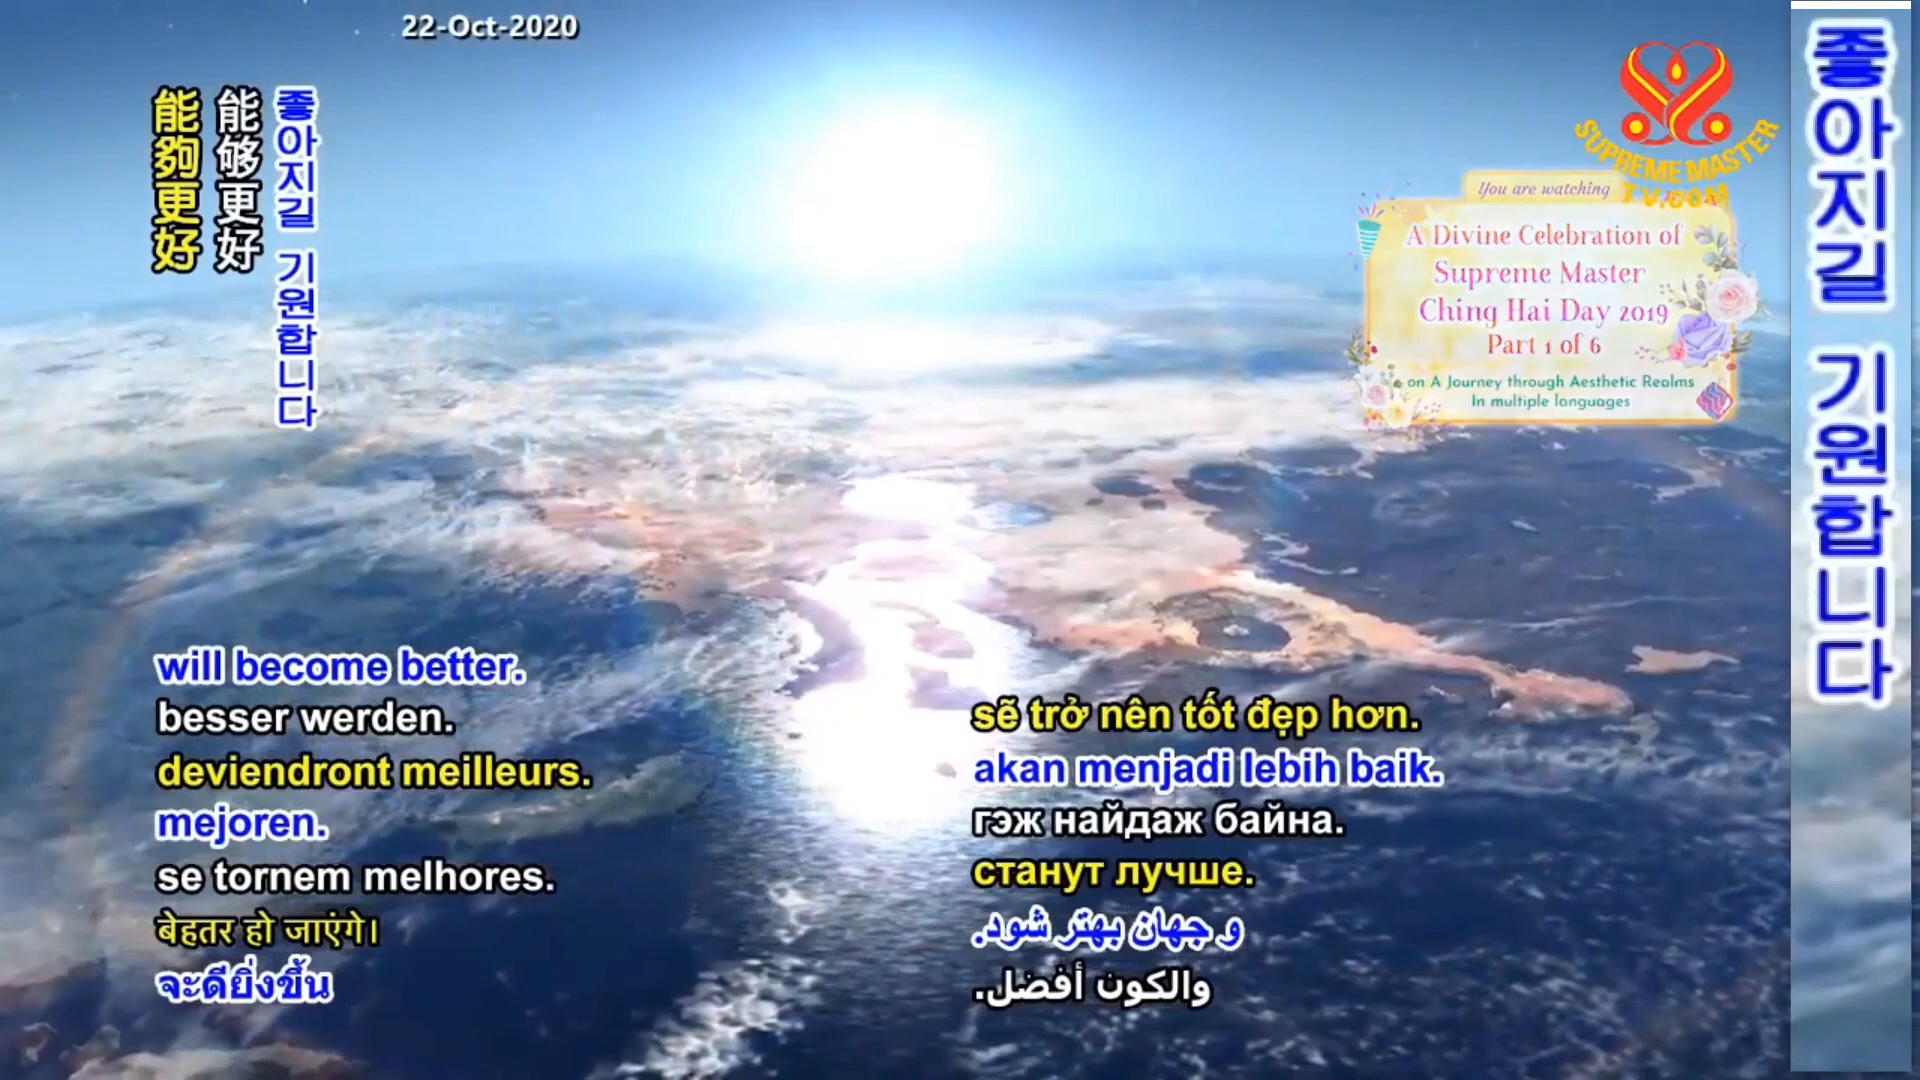 22-Oct-2020
좋아지길 기원합니다
能够更好
能夠更好
SUPREME MASTER
TV.COM
You are watching
A Divine Celebration of
Supreme Master
Ching Hai Day 2019
Part 1 of 6
on A Journey through Aesthetic Realms
In multiple languages
좋아지길 기원합니다
will become better.
besser werden.
deviendront meilleurs.
mejoren.
se tornem melhores.
बेहतर हो जाएंगे।
จะดียิ่งขึ้น
sẽ trở nên tốt đẹp hơn.
akan menjadi lebih baik.
гэж найдаж байна.
станут лучше.
و جهان بهتر شود.
والكون أفضل.